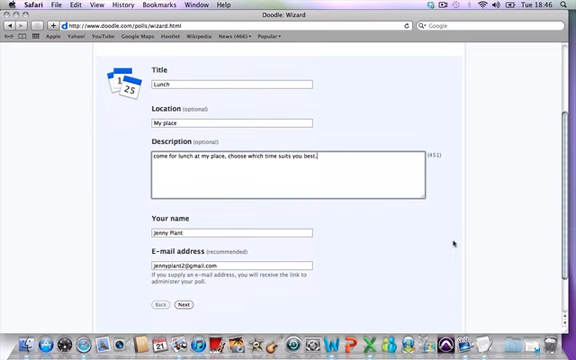 Safari File Edit View History Bookmarks Window Help Tue 18:46
Doodle: Wizard
http://www.doodle.com/polls/wizard.html Google
Apple Yahoo! YouTube Google Maps Hooflet Wikipedia News (466) Popular
Title
Lunch
Location (optional)
My place
Description (optional)
come for lunch at my place, choose which time suits you best.
(451)
Your name
Jenny Plant
E-mail address (recommended)
jennyplant2@gmail.com
If you supply an e-mail address, you will receive the link to
administer your poll.
Back Next